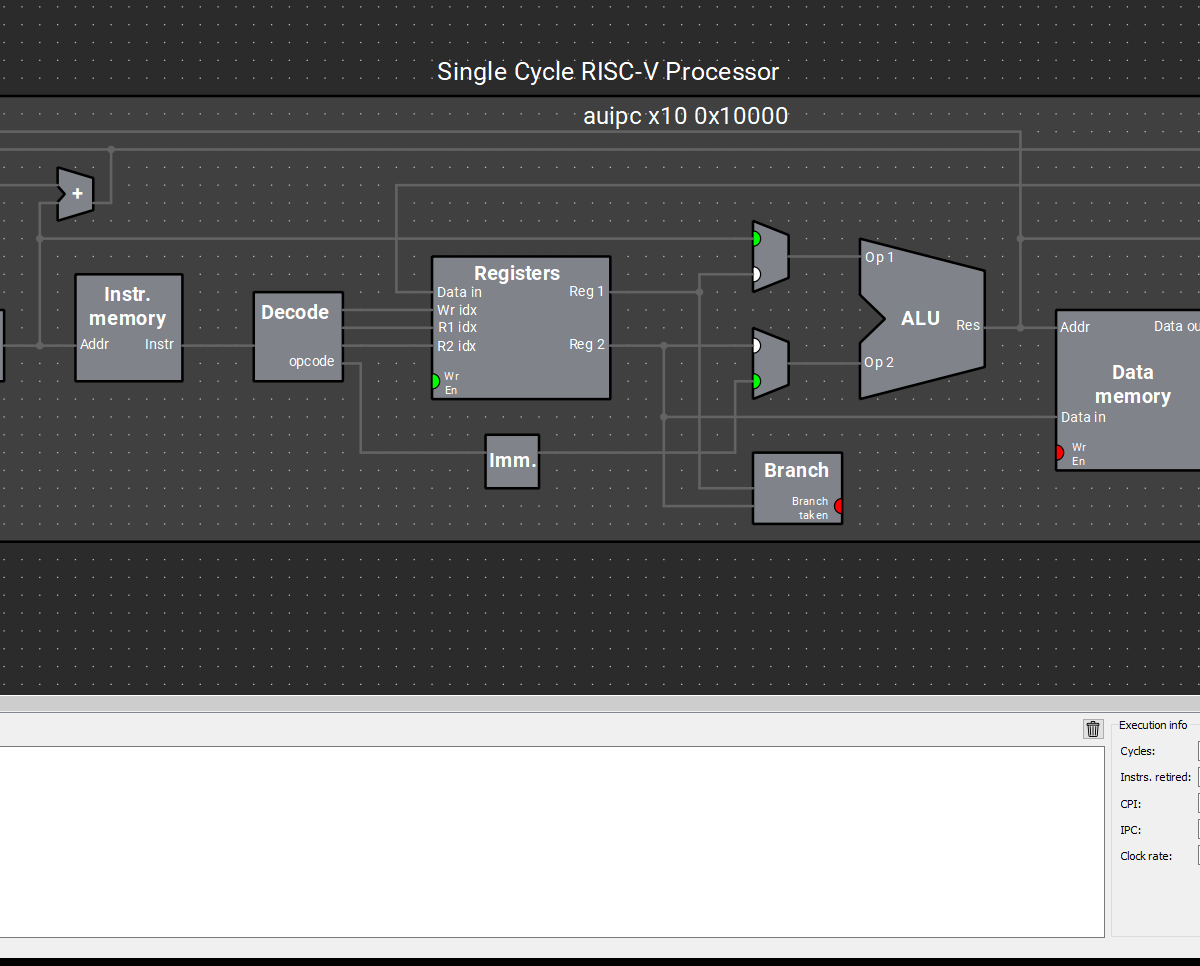 Single Cycle RISC-V Processor
auipc x10 0x10000
+
Instr.
memory
Addr Instr
Decode
opcode
Registers
Data in Reg 1
Wr idx
R1 idx
R2 idx Reg 2
Wr
En
Imm.
Op 1
ALU
Res
Op 2
Branch
Branch
taken
Addr Data ou
Data
memory
Data in
Wr
En
Execution info
Cycles:
Instrs. retired:
CPI:
IPC:
Clock rate: